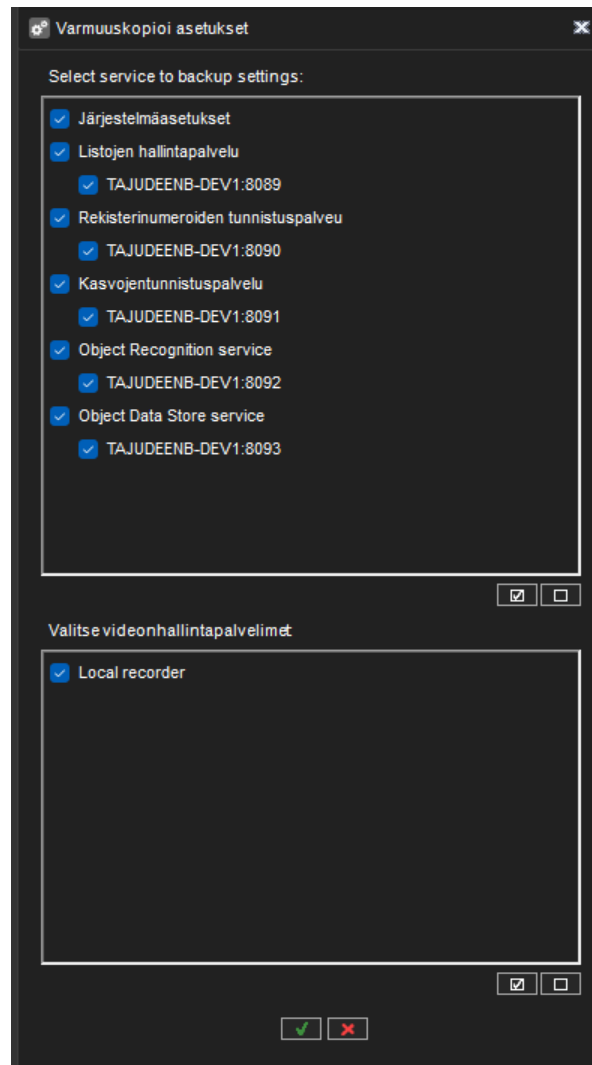 Varmuuskopioi asetukset
Select service to backup settings:
Järjestelmäasetukset
Listojen hallintapalvelu
TAJUDEENB-DEV1:8089
Rekisterinumeroiden tunnistuspalveu
TAJUDEENB-DEV1:8090
Kasvojentunnistuspalvelu
TAJUDEENB-DEV1:8091
Object Recognition service
TAJUDEENB-DEV1:8092
Object Data Store service
TAJUDEENB-DEV1:8093
Valitse videonhallintapalvelimet
Local recorder